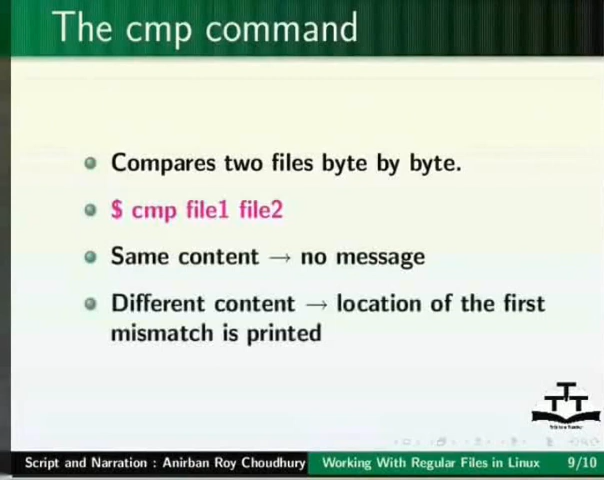 The cmp command
Compares two files byte by byte.
$ cmp file1 file2
Same content → no message
Different content → location of the first
mismatch is printed
TTT
Script and Narration : Anirban Roy Choudhury
Working With Regular Files in Linux
9/10